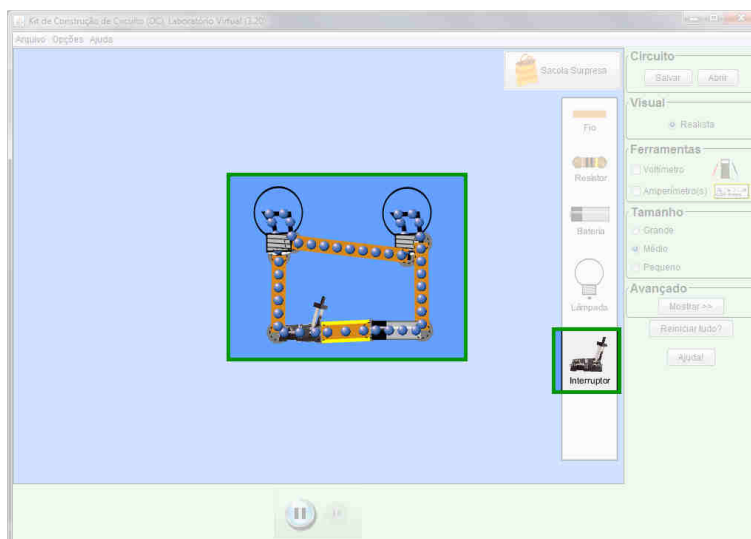 Kit de Construção de Circuito (DC), Laboratório Virtual (3.20)
Arquivo Opções Ajuda
Sacola Surpresa
Fio
Resistor
Bateria
Lâmpada
Interruptor
Circuito
Salvar Abrir
Visual
Realista
Ferramentas
Voltímetro
Amperímetro(s)
Tamanho
Grande
Médio
Pequeno
Avançado
Mostrar >>
Reiniciar tudo?
Ajuda!